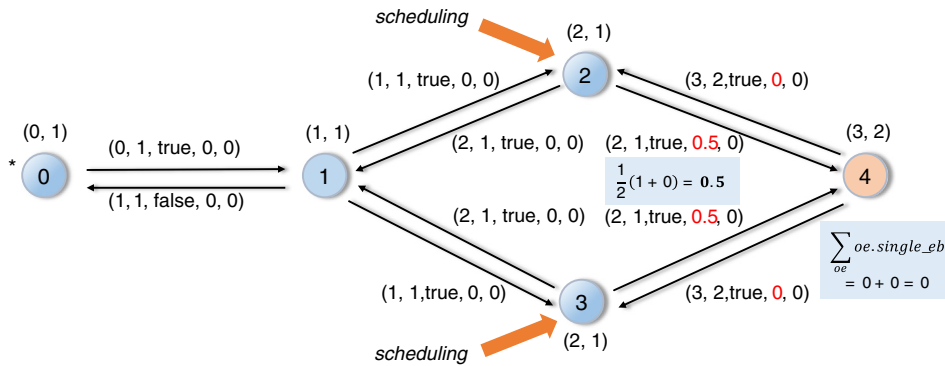 scheduling
(2, 1)
2
(1, 1, true, 0, 0)
(3, 2,true, 0, 0)
(0, 1)
(0, 1, true, 0, 0)
(1, 1)
(2, 1, true, 0, 0)
(2, 1,true, 0.5, 0)
(3, 2)
*
0
1
1/2(1 + 0) = 0.5
4
(1, 1, false, 0, 0)
(2, 1, true, 0, 0)
(2, 1,true, 0.5, 0)
∑oe oe.single_eb
= 0 + 0 = 0
(1, 1,true, 0, 0)
3
(3, 2,true, 0, 0)
(2, 1)
scheduling